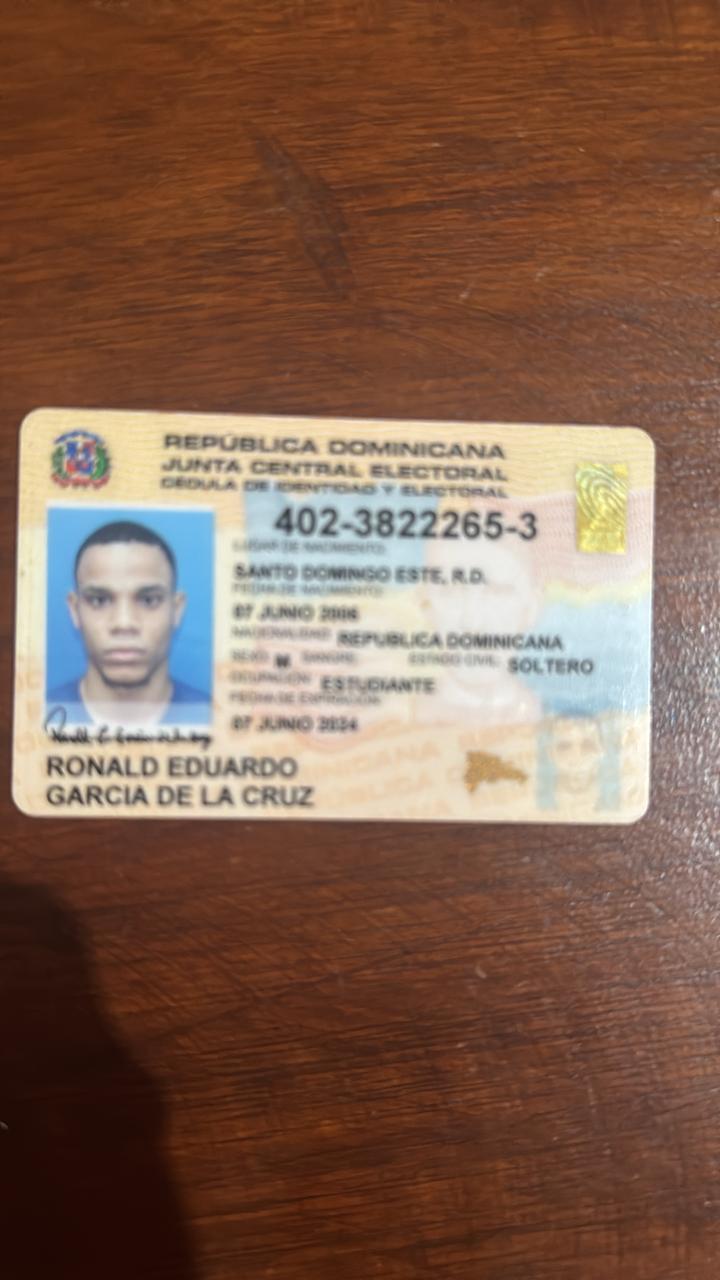 REPÚBLICA DOMINICANA
JUNTA CENTRAL ELECTORAL
CÉDULA DE IDENTIDAD Y ELECTORAL
402-3822265-3
LUGAR DE NACIMIENTO:
SANTO DOMINGO ESTE, R.D.
FECHA DE NACIMIENTO:
07 JUNIO 2006
NACIONALIDAD: REPUBLICA DOMINICANA
SEXO: M SANGRE: ESTADO CIVIL: SOLTERO
OCUPACIÓN: ESTUDIANTE
FECHA DE EXPIRACIÓN:
07 JUNIO 2024
RONALD EDUARDO
GARCIA DE LA CRUZ